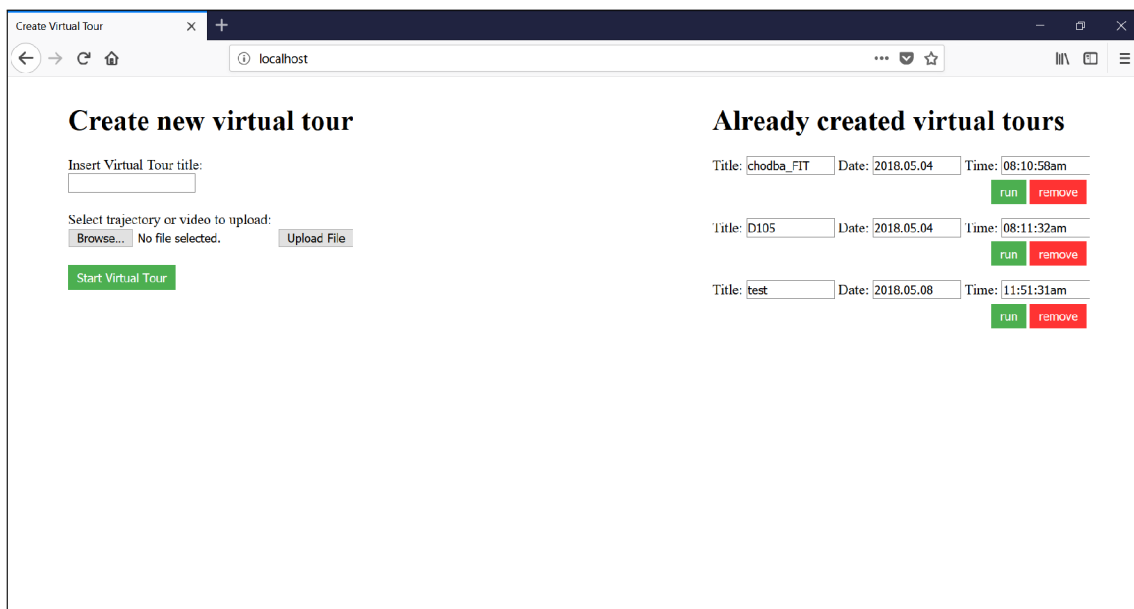 Create Virtual Tour
localhost
Create new virtual tour
Insert Virtual Tour title:
Select trajectory or video to upload:
Browse... No file selected. Upload File
Start Virtual Tour
Already created virtual tours
Title: chodba_FIT Date: 2018.05.04 Time: 08:10:58am
run remove
Title: D105 Date: 2018.05.04 Time: 08:11:32am
run remove
Title: test Date: 2018.05.08 Time: 11:51:31am
run remove